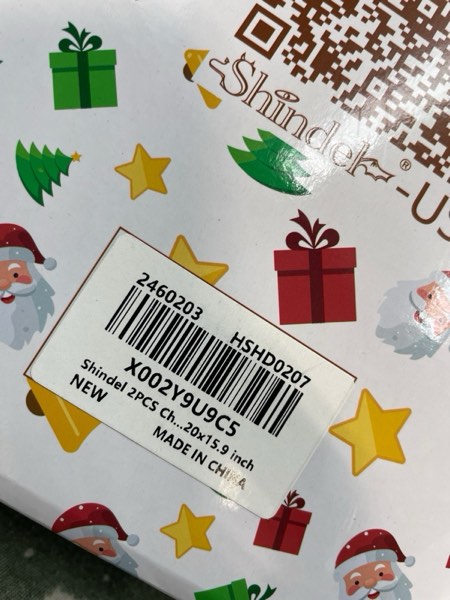 Shindel®-US
2460203 HSHD0207
X002Y9U9C5
Shindel 2PCS Ch...20x15.9 inch
NEW
MADE IN CHINA